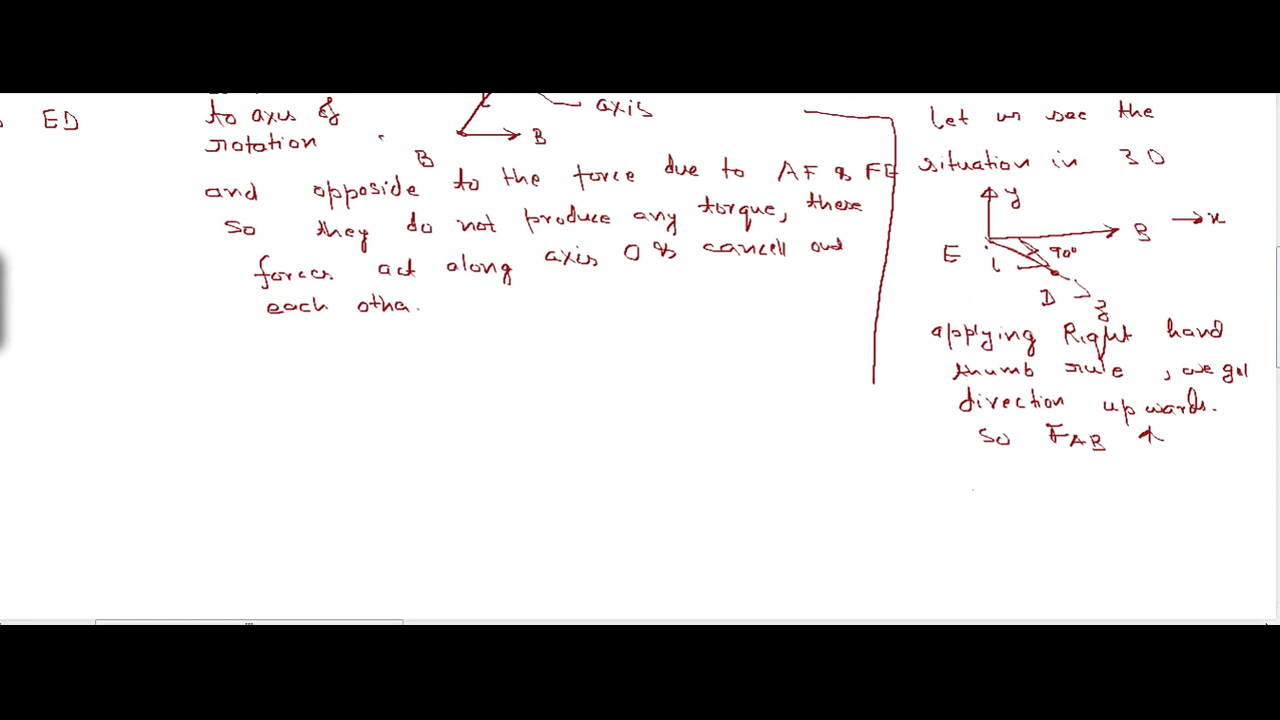 ED
to axis of
rotation
axis
B
B
and opposide to the force due to AF & FE
so they do not produce any torque, these
forces act along axis O & cancell out
each othe.
Let us see the
situation in 3D
y
B
x
E
90°
l
D
z
applying Right hand
thumb rule, we get
direction upwards.
so FAB ↑